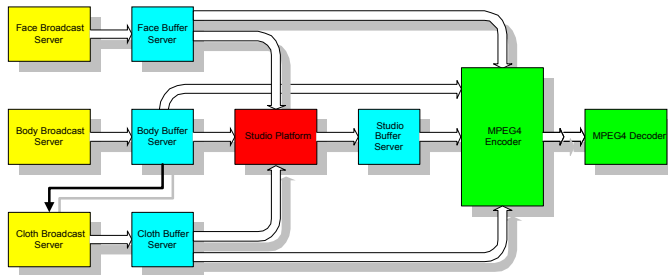 Face Broadcast
Server
Face Buffer
Server
Body Broadcast
Server
Body Buffer
Server
Studio Platform
Studio
Buffer
Server
MPEG4
Encoder
MPEG4 Decoder
Cloth Broadcast
Server
Cloth Buffer
Server